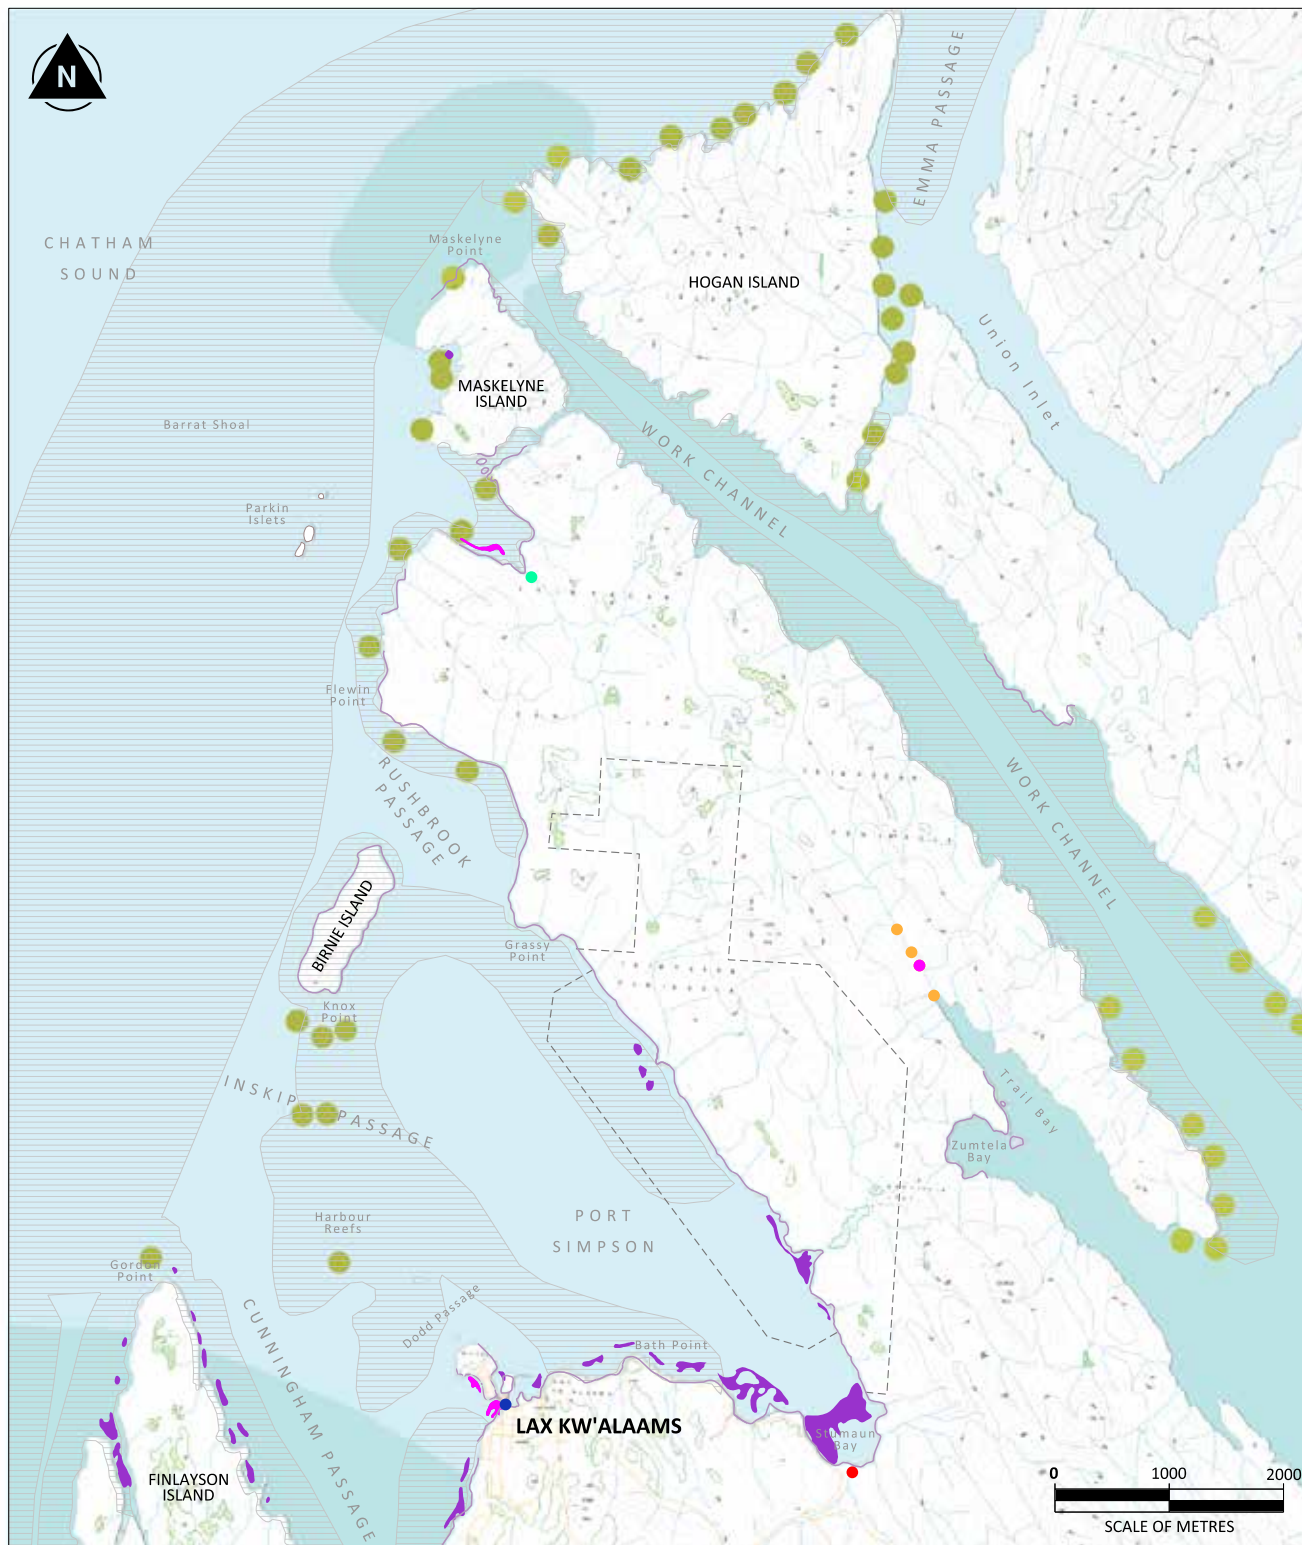 N
EMMA PASSAGE
CHATHAM
SOUND
Maskelyne
Point
HOGAN ISLAND
Union Inlet
MASKELYNE
ISLAND
Barrat Shoal
WORK CHANNEL
Parkin
Islets
Flewin
Point
RUSHBROOK
PASSAGE
WORK CHANNEL
BIRNIE ISLAND
Grassy
Point
Knox
Point
INSKIP PASSAGE
Trail Bay
Zumtela
Bay
Harbour
Reefs
PORT
SIMPSON
Gordon
Point
CUNNINGHAM PASSAGE
Dodd Passage
Bath Point
LAX KW'ALAAMS
Stumaun
Bay
FINLAYSON
ISLAND
0 1000 2000
SCALE OF METRES